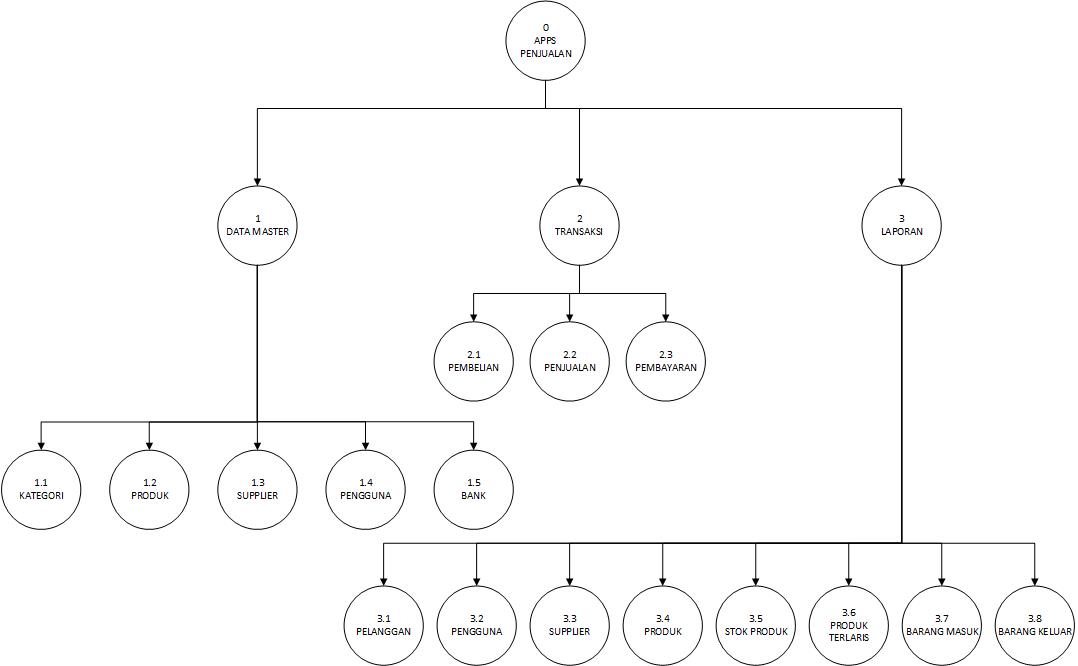 0
APPS
PENJUALAN
1
DATA MASTER
2
TRANSAKSI
3
LAPORAN
2.1
PEMBELIAN
2.2
PENJUALAN
2.3
PEMBAYARAN
1.1
KATEGORI
1.2
PRODUK
1.3
SUPPLIER
1.4
PENGGUNA
1.5
BANK
3.1
PELANGGAN
3.2
PENGGUNA
3.3
SUPPLIER
3.4
PRODUK
3.5
STOK PRODUK
3.6
PRODUK
TERLARIS
3.7
BARANG MASUK
3.8
BARANG KELUAR